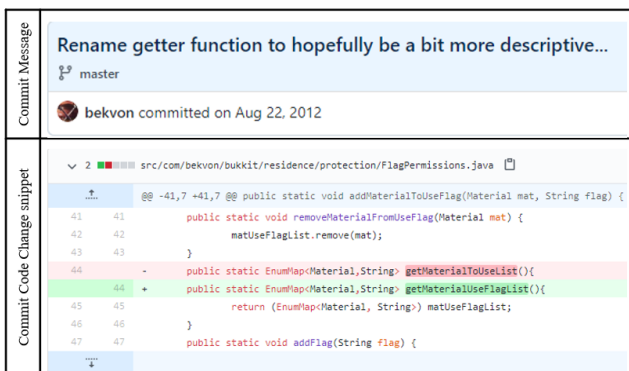 Commit Message
Rename getter function to hopefully be a bit more descriptive...
master
bekvon committed on Aug 22, 2012
Commit Code Change snippet
2 src/com/bekvon/bukkit/residence/protection/FlagPermissions.java
@@ -41,7 +41,7 @@ public static void addMaterialToUseFlag(Material mat, String flag) {
41 41 public static void removeMaterialFromUseFlag(Material mat) {
42 42 matUseFlagList.remove(mat);
43 43 }
44 - public static EnumMap<Material,String> getMaterialToUseList(){
44 + public static EnumMap<Material,String> getMaterialUseFlagList(){
45 45 return (EnumMap<Material, String>) matUseFlagList;
46 46 }
47 47 public static void addFlag(String flag) {